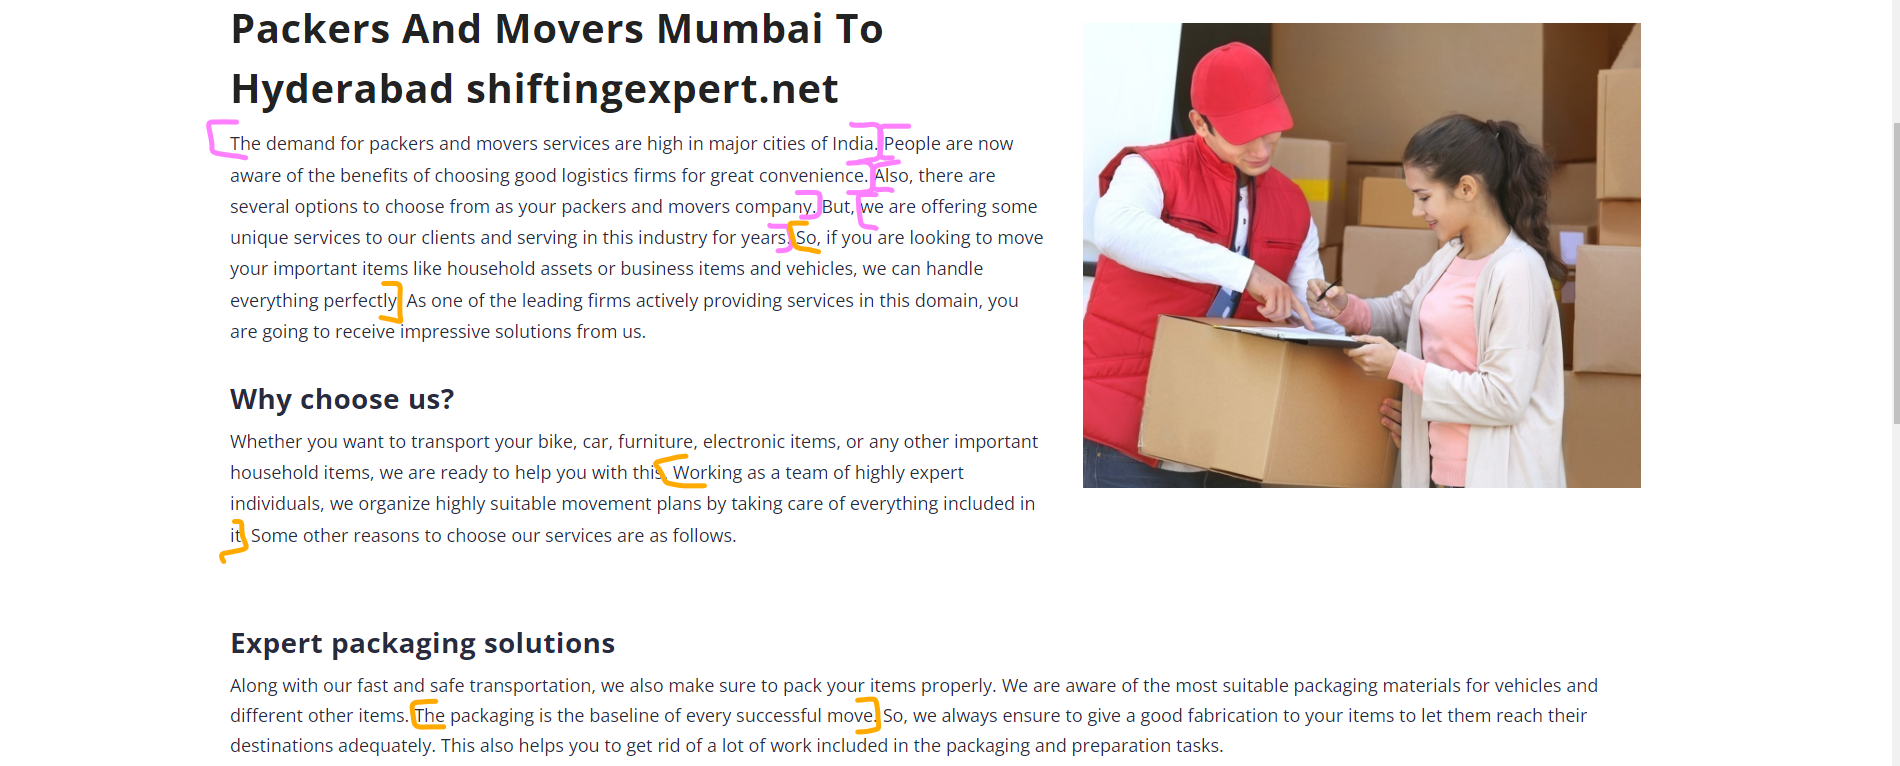 Packers And Movers Mumbai To
Hyderabad shiftingexpert.net
The demand for packers and movers services are high in major cities of India. People are now
aware of the benefits of choosing good logistics firms for great convenience. Also, there are
several options to choose from as your packers and movers company. But, we are offering some
unique services to our clients and serving in this industry for years. So, if you are looking to move
your important items like household assets or business items and vehicles, we can handle
everything perfectly. As one of the leading firms actively providing services in this domain, you
are going to receive impressive solutions from us.
Why choose us?
Whether you want to transport your bike, car, furniture, electronic items, or any other important
household items, we are ready to help you with this. Working as a team of highly expert
individuals, we organize highly suitable movement plans by taking care of everything included in
it. Some other reasons to choose our services are as follows.
Expert packaging solutions
Along with our fast and safe transportation, we also make sure to pack your items properly. We are aware of the most suitable packaging materials for vehicles and
different other items. The packaging is the baseline of every successful move. So, we always ensure to give a good fabrication to your items to let them reach their
destinations adequately. This also helps you to get rid of a lot of work included in the packaging and preparation tasks.